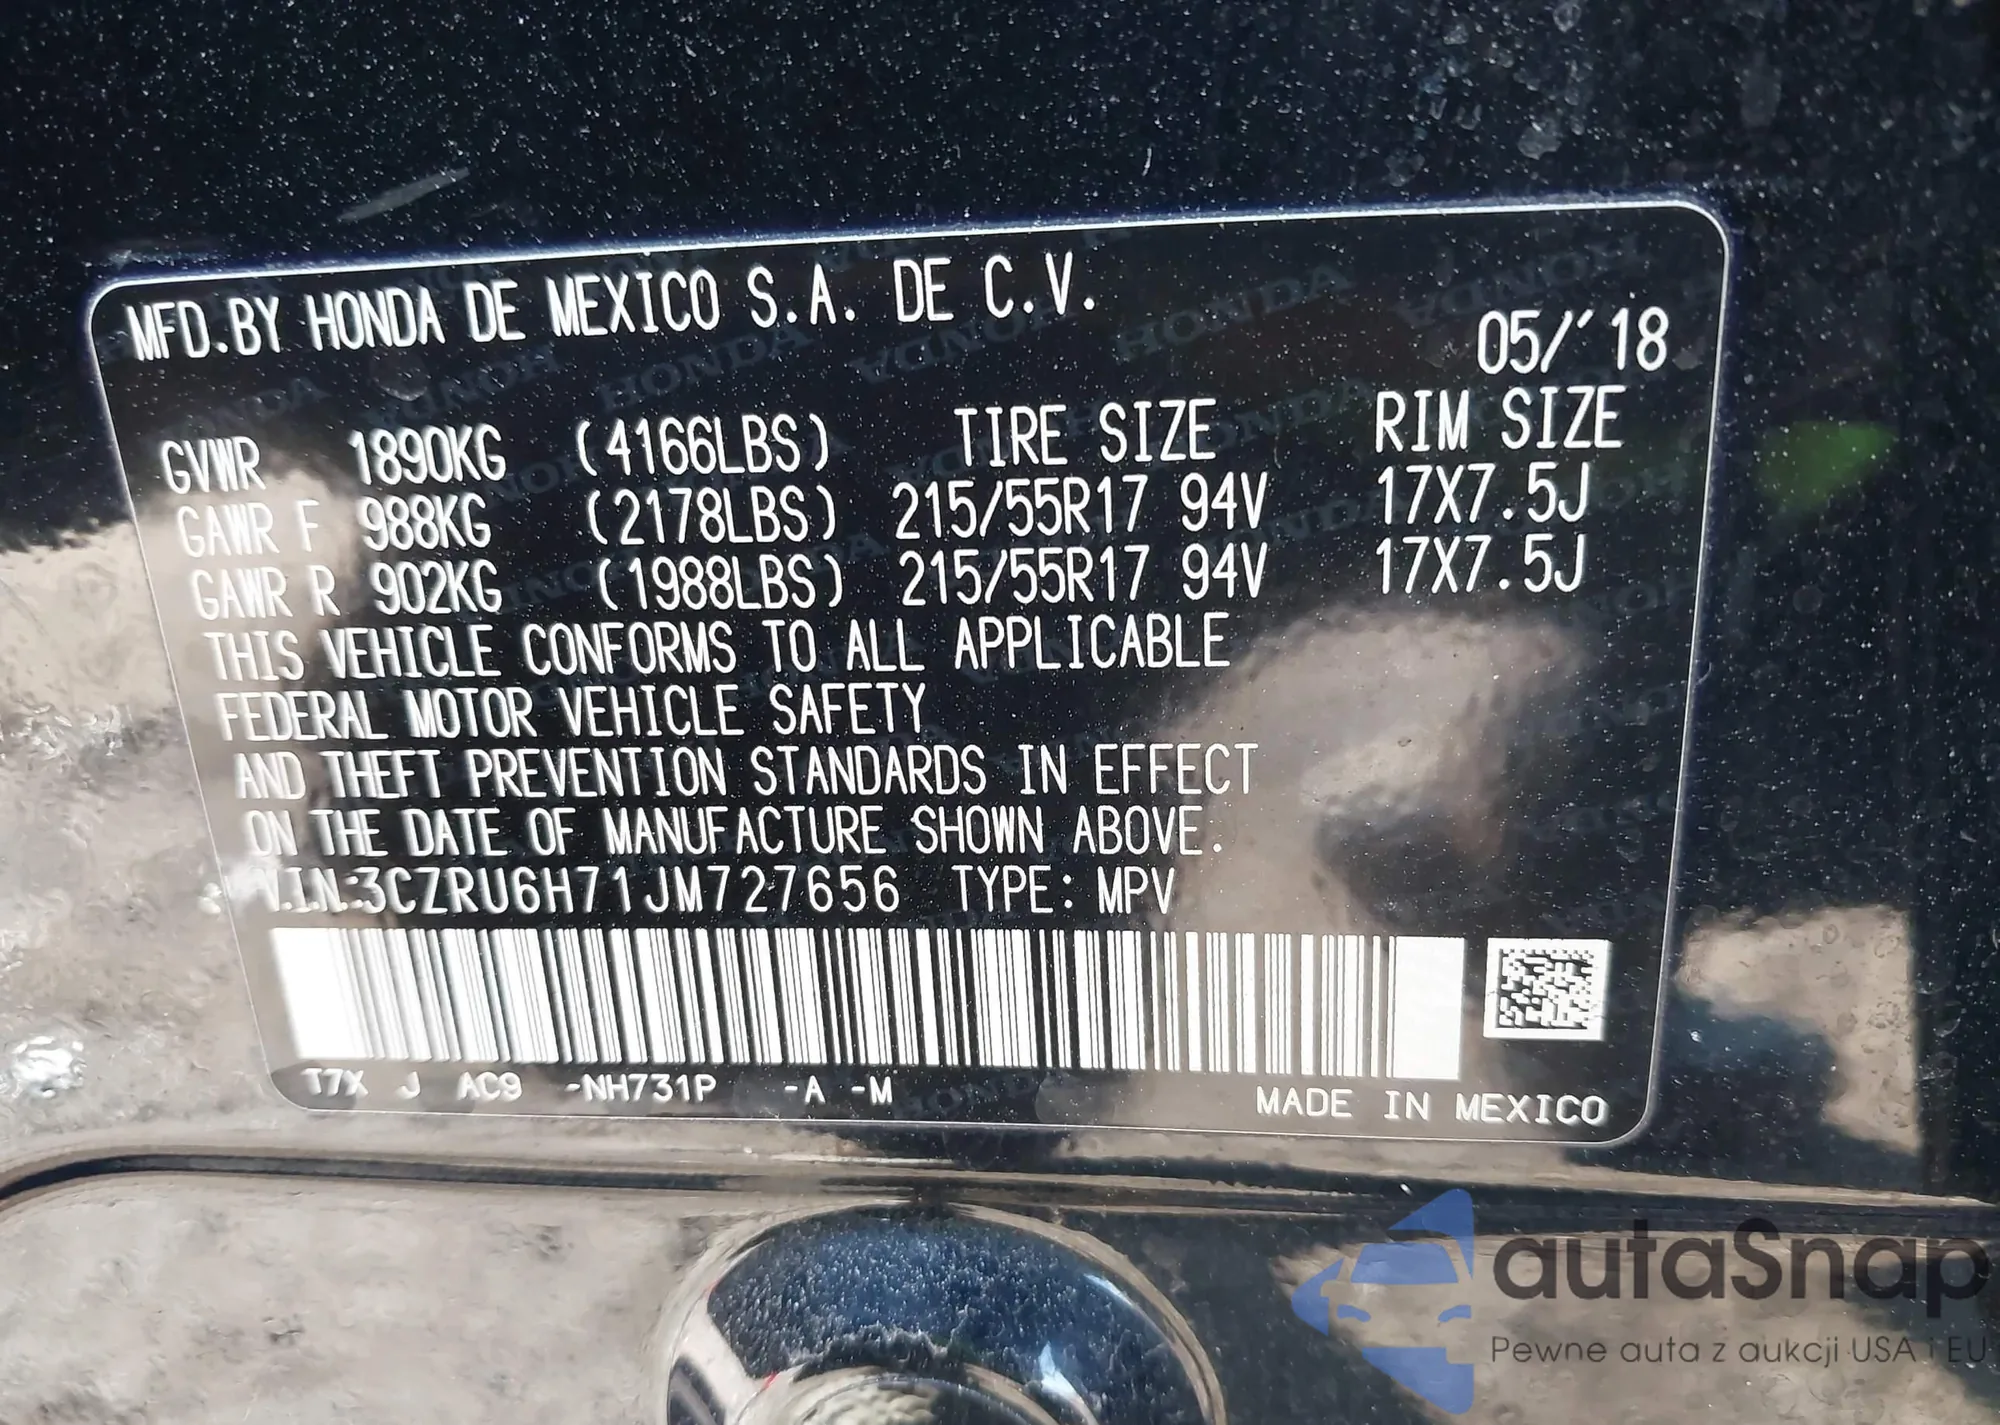 MFD.BY HONDA DE MEXICO S.A. DE C.V.
05/'18
GVWR 1890KG (4166LBS) TIRE SIZE RIM SIZE
GAWR F 988KG (2178LBS) 215/55R17 94V 17X7.5J
GAWR R 902KG (1988LBS) 215/55R17 94V 17X7.5J
THIS VEHICLE CONFORMS TO ALL APPLICABLE
FEDERAL MOTOR VEHICLE SAFETY
AND THEFT PREVENTION STANDARDS IN EFFECT
ON THE DATE OF MANUFACTURE SHOWN ABOVE.
V.I.N:3CZRU6H71JM727656 TYPE: MPV
T7X J AC9 -NH731P -A -M
MADE IN MEXICO
autaSnap
Pewne auta z aukcji USA i EU